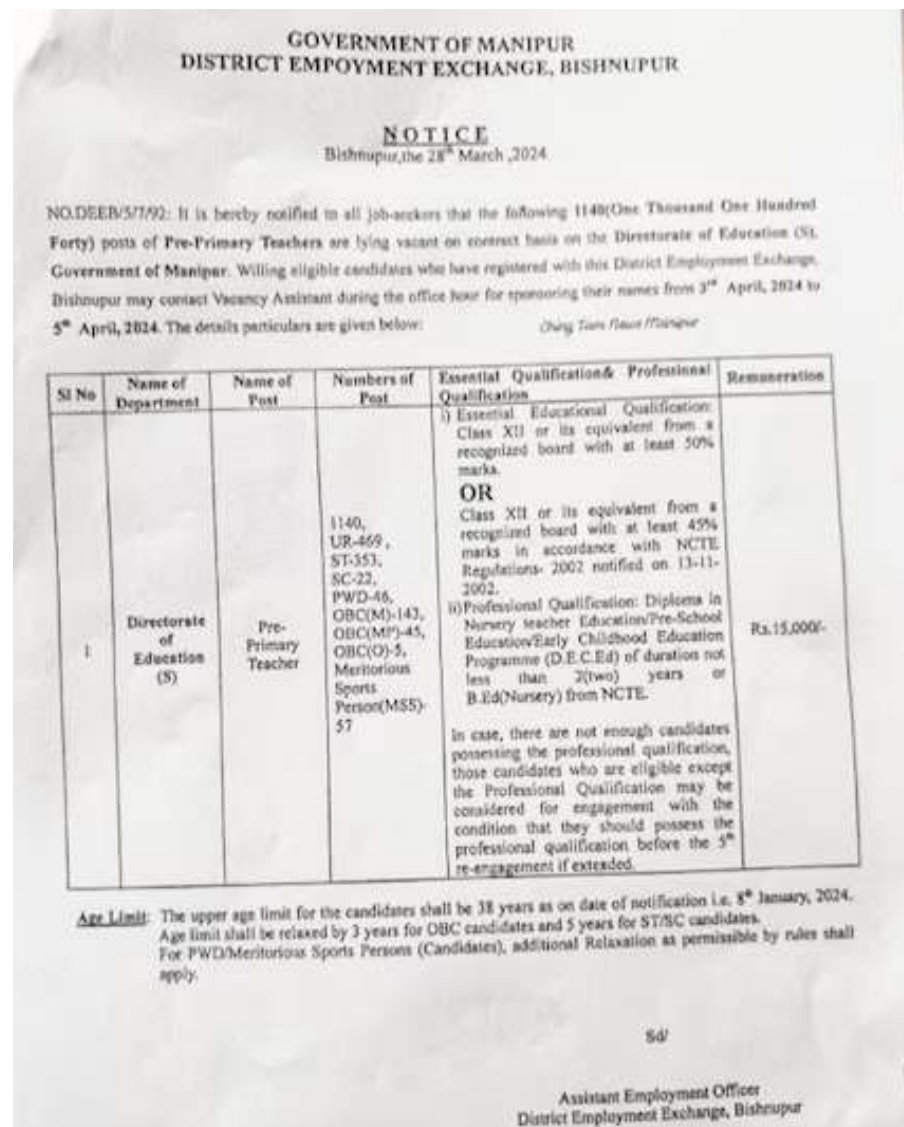 GOVERNMENT OF MANIPUR
DISTRICT EMPOYMENT EXCHANGE, BISHNUPUR
NOTICE
Bishnupur,the 28th March ,2024
NO.DEEB/5/7/92: It is hereby notified to all job-seekers that the following 1140(One Thousand One Hundred
Forty) posts of Pre-Primary Teachers are lying vacant on contract basis on the Directorate of Education (S),
Government of Manipur. Willing eligible candidates who have registered with this District Employment Exchange,
Bishnupur may contact Vacancy Assistant during the office hour for sponsoring their names from 3rd April, 2024 to
5th April, 2024. The details particulars are given below:
Ching Tam News Manipur
Sl No
Name of
Department
Name of
Post
Numbers of
Post
Essential Qualification& Professional
Qualification
Remuneration
1
Directorate
of
Education
(S)
Pre-
Primary
Teacher
1140,
UR-469,
ST-353,
SC-22,
PWD-46,
OBC(M)-143,
OBC(MP)-45,
OBC(O)-5,
Meritorious
Sports
Person(MSS)-
57
i) Essential Educational Qualification:
Class XII or its equivalent from a
recognized board with at least 50%
marks.
OR
Class XII or its equivalent from a
recognized board with at least 45%
marks in accordance with NCTE
Regulations- 2002 notified on 13-11-
2002.
ii)Professional Qualification: Diploma in
Nursery teacher Education/Pre-School
Education/Early Childhood Education
Programme (D.E.C.Ed) of duration not
less than 2(two) years or
B.Ed(Nursery) from NCTE.
In case, there are not enough candidates
possessing the professional qualification,
those candidates who are eligible except
the Professional Qualification may be
considered for engagement with the
condition that they should possess the
professional qualification before the 5th
re-engagement if extended.
Rs.15,000/-
Age Limit: The upper age limit for the candidates shall be 38 years as on date of notification i.e. 8th January, 2024.
Age limit shall be relaxed by 3 years for OBC candidates and 5 years for ST/SC candidates.
For PWD/Meritorious Sports Persons (Candidates), additional Relaxation as permissible by rules shall
apply.
Sd/
Assistant Employment Officer
District Employment Exchange, Bishnupur